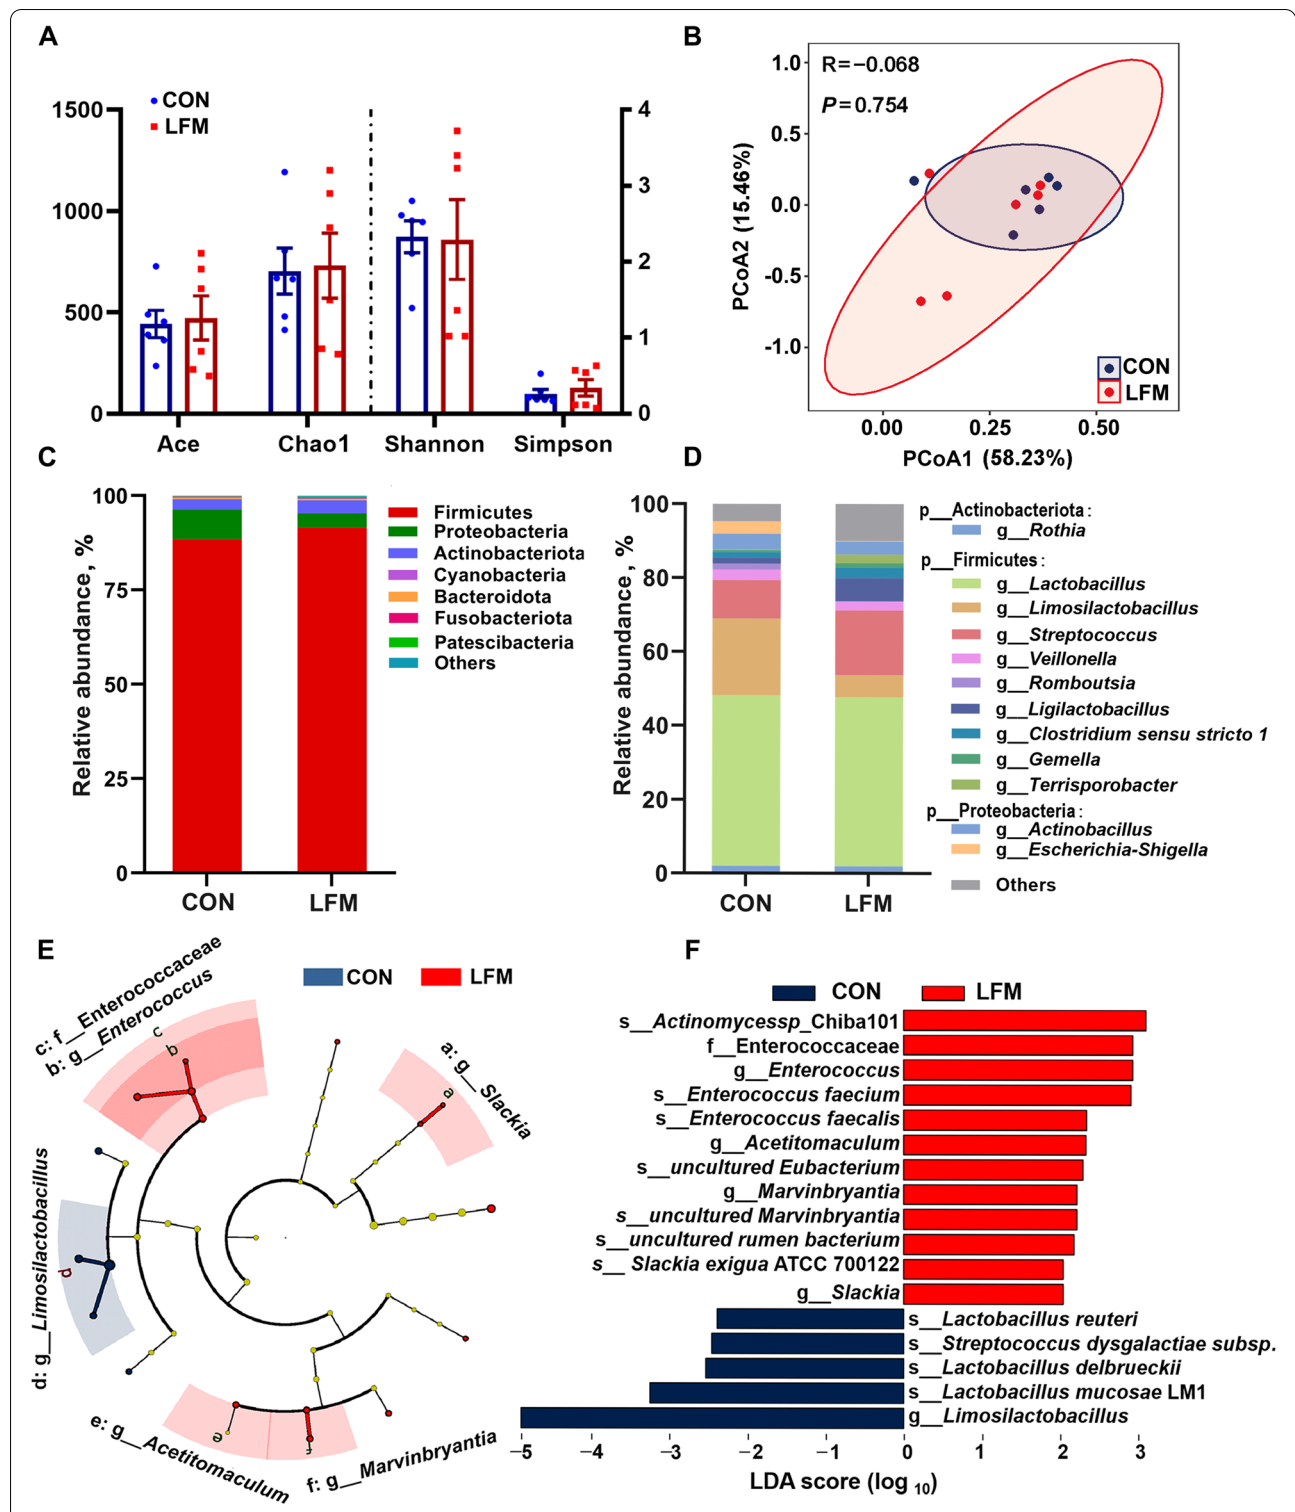 A
CON
LFM
1500
1000
500
0
4
3
2
1
0
Ace
Chao1
Shannon
Simpson
B
R=−0.068
P=0.754
1.0
0.5
0.0
-0.5
-1.0
PCoA2 (15.46%)
CON
LFM
0.00
0.25
0.50
PCoA1 (58.23%)
C
100
75
50
25
0
Relative abundance, %
CON
LFM
Firmicutes
Proteobacteria
Actinobacteriota
Cyanobacteria
Bacteroidota
Fusobacteriota
Patescibacteria
Others
D
100
80
60
40
20
0
Relative abundance, %
CON
LFM
p__Actinobacteriota:
g__Rothia
p__Firmicutes:
g__Lactobacillus
g__Limosilactobacillus
g__Streptococcus
g__Veillonella
g__Romboutsia
g__Ligilactobacillus
g__Clostridium sensu stricto 1
g__Gemella
g__Terrisporobacter
p__Proteobacteria:
g__Actinobacillus
g__Escherichia-Shigella
Others
E
CON
LFM
c: f__Enterococcaceae
b: g__Enterococcus
c
b
a: g__Slackia
a
d: g__Limosilactobacillus
d
e: g__Acetitomaculum
e
f
f: g__Marvinbryantia
F
CON
LFM
s__Actinomycessp_Chiba101
f__Enterococcaceae
g__Enterococcus
s__Enterococcus faecium
s__Enterococcus faecalis
g__Acetitomaculum
s__uncultured Eubacterium
g__Marvinbryantia
s__uncultured Marvinbryantia
s__uncultured rumen bacterium
s__ Slackia exigua ATCC 700122
g__Slackia
s__Lactobacillus reuteri
s__Streptococcus dysgalactiae subsp.
s__Lactobacillus delbrueckii
s__Lactobacillus mucosae LM1
g__Limosilactobacillus
−5
−4
−3
−2
−1
0
1
2
3
LDA score (log 10)